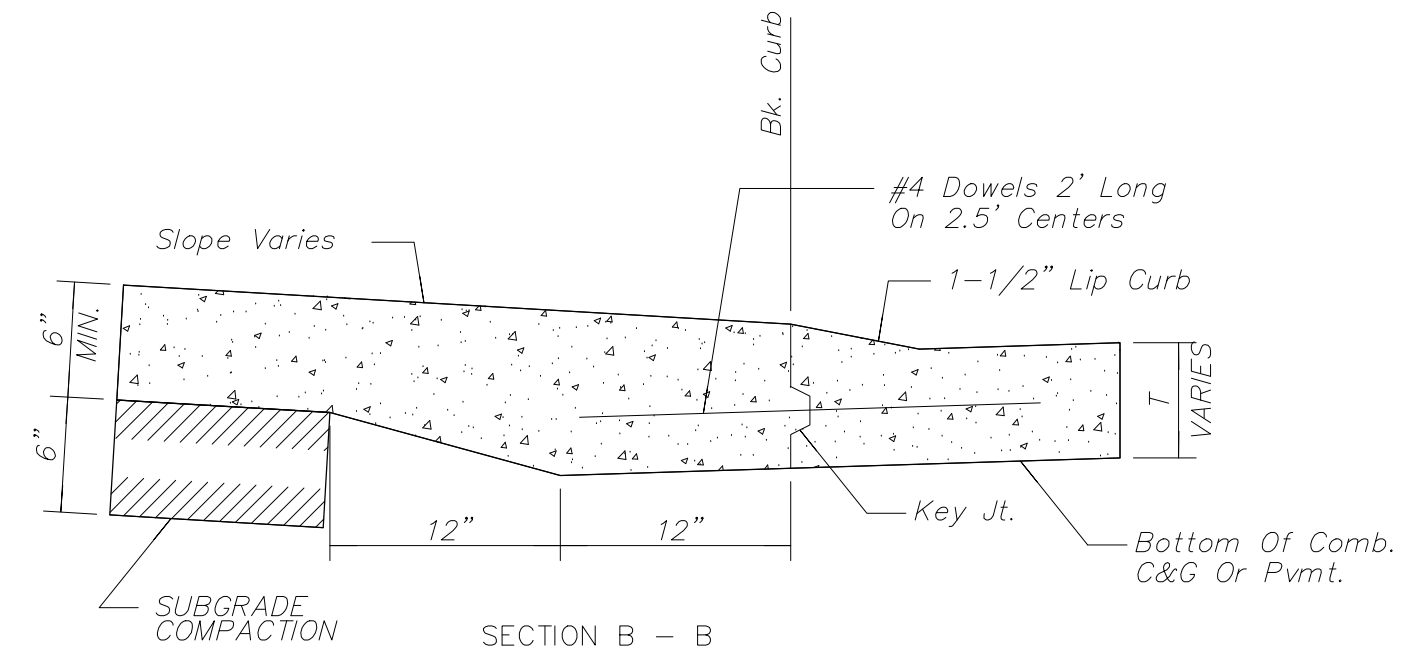 Bk. Curb
#4 Dowels 2' Long
On 2.5' Centers
Slope Varies
1-1/2" Lip Curb
6"
MIN.
6"
T
VARIES
12"
12"
Key Jt.
Bottom Of Comb.
C&G Or Pvmt.
SUBGRADE
COMPACTION
SECTION B - B